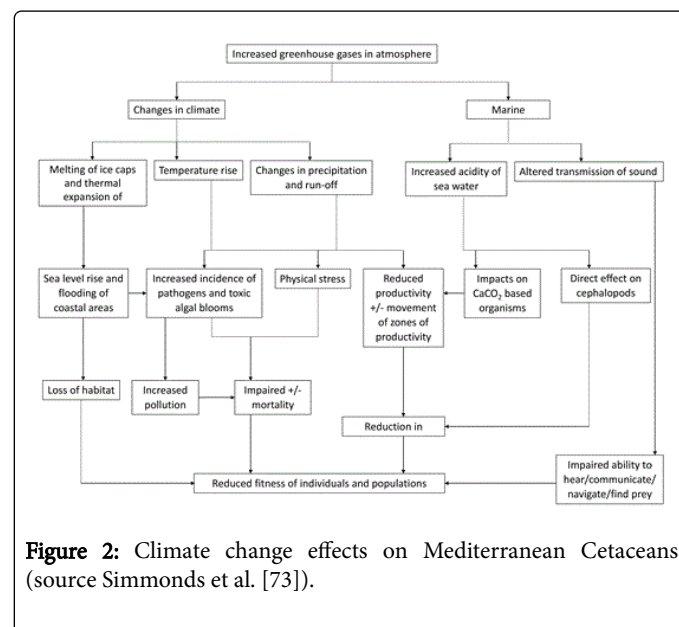 Increased greenhouse gases in atmosphere
Changes in climate
Marine
Melting of ice caps
and thermal
expansion of
Temperature rise
Changes in precipitation
and run-off
Increased acidity of
sea water
Altered transmission of sound
Sea level rise and
flooding of
coastal areas
Increased incidence of
pathogens and toxic
algal blooms
Physical stress
Reduced
productivity
+/- movement
of zones of
productivity
Impacts on
CaCO₂ based
organisms
Direct effect on
cephalopods
Loss of habitat
Increased
pollution
Impaired +/-
mortality
Reduction in
Reduced fitness of individuals and populations
Impaired ability to
hear/communicate/
navigate/find prey
Figure 2: Climate change effects on Mediterranean Cetaceans
(source Simmonds et al. [73]).